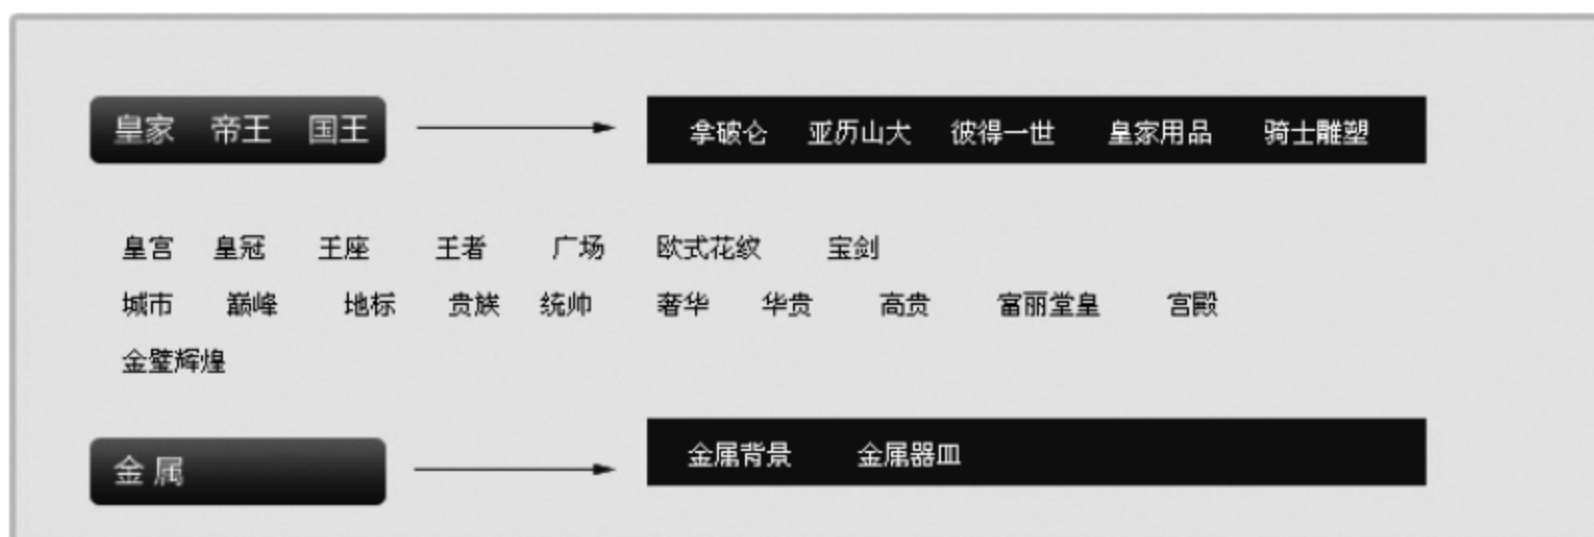 皇家 帝王 国王 拿破仑 亚历山大 彼得一世 皇家用品 骑士雕塑
皇宫 皇冠 王座 王者 广场 欧式花纹 宝剑
城市 巅峰 地标 贵族 统帅 奢华 华贵 高贵 富丽堂皇 宫殿
金璧辉煌
金属 金属背景 金属器皿